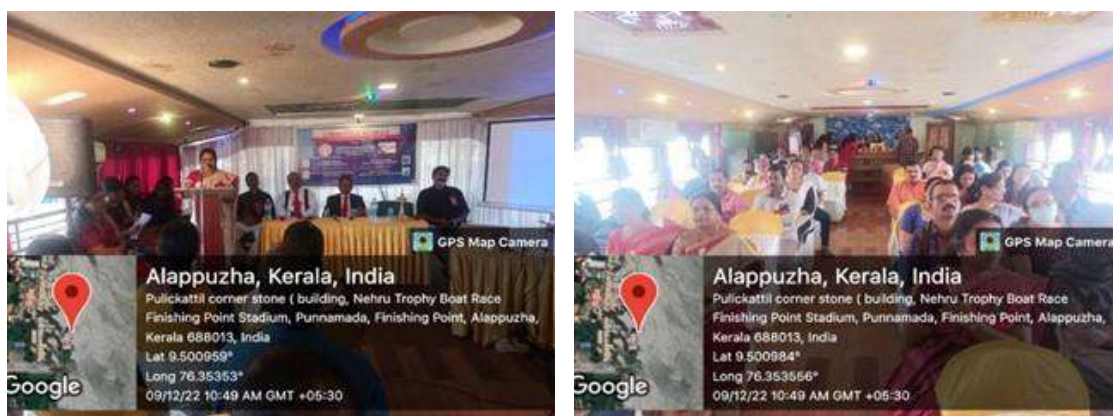 GPS Map Camera
Alappuzha, Kerala, India
Pulickattil corner stone ( building, Nehru Trophy Boat Race
Finishing Point Stadium, Punnamada, Finishing Point, Alappuzha,
Kerala 688013, India
Lat 9.500959°
Long 76.35353°
09/12/22 10:49 AM GMT +05:30
Google
GPS Map Camera
Alappuzha, Kerala, India
Pulickattil corner stone ( building, Nehru Trophy Boat Race
Finishing Point Stadium, Punnamada, Finishing Point, Alappuzha,
Kerala 688013, India
Lat 9.500984°
Long 76.353556°
09/12/22 10:49 AM GMT +05:30
Google